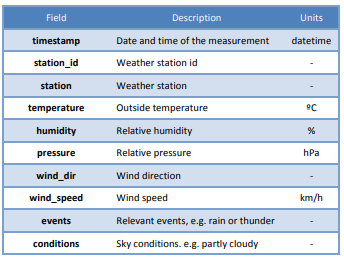 Field Description Units
timestamp Date and time of the measurement datetime
station_id Weather station id -
station Weather station -
temperature Outside temperature ºC
humidity Relative humidity %
pressure Relative pressure hPa
wind_dir Wind direction -
wind_speed Wind speed km/h
events Relevant events, e.g. rain or thunder -
conditions Sky conditions. e.g. partly cloudy -